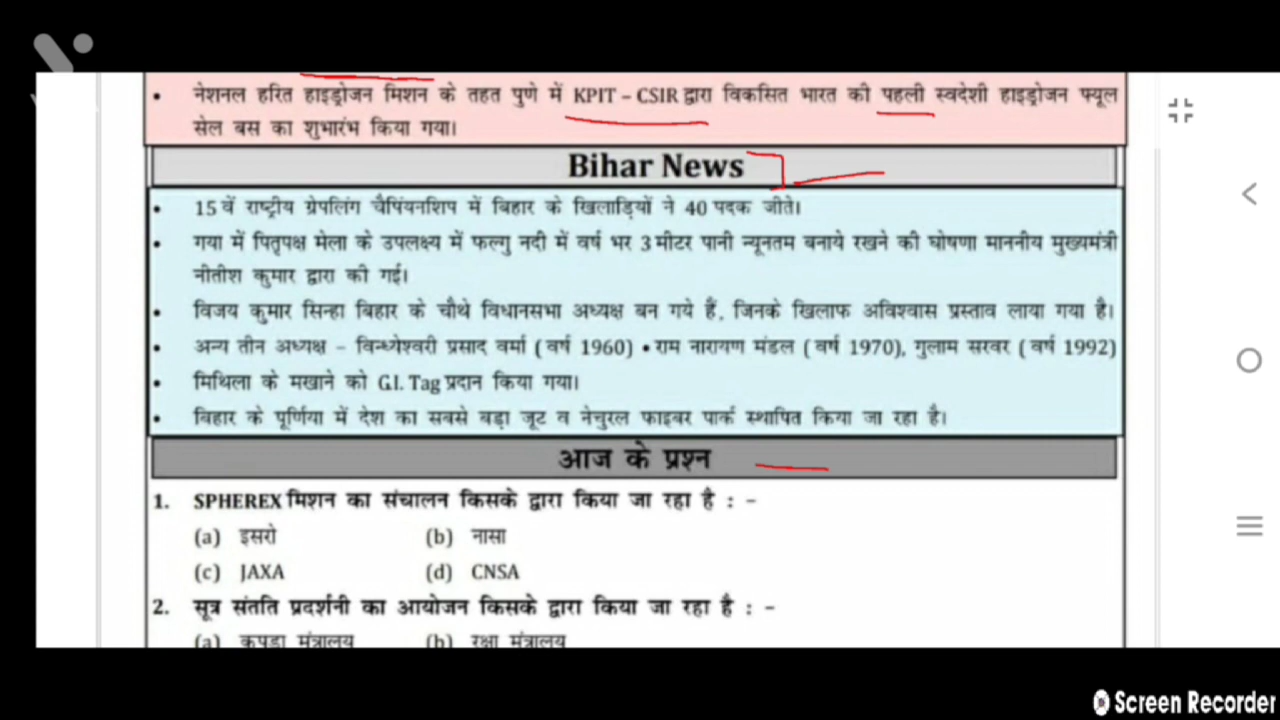 नेशनल हरित हाइड्रोजन मिशन के तहत पुणे में KPIT – CSIR द्वारा विकसित भारत की पहली स्वदेशी हाइड्रोजन फ्यूल
सेल बस का शुभारंभ किया गया।
Bihar News
15 वें राष्ट्रीय ग्रेपलिंग चैपिंयनशिप में बिहार के खिलाड़ियों ने 40 पदक जीते।
गया में पितृपक्ष मेला के उपलक्ष्य में फल्गु नदी में वर्ष भर 3 मीटर पानी न्यूनतम बनाये रखने की घोषणा माननीय मुख्यमंत्री
नीतीश कुमार द्वारा की गई।
विजय कुमार सिन्हा बिहार के चौथे विधानसभा अध्यक्ष बन गये हैं, जिनके खिलाफ अविश्वास प्रस्ताव लाया गया है।
अन्य तीन अध्यक्ष – विन्ध्येश्वरी प्रसाद वर्मा ( वर्ष 1960) • राम नारायण मंडल ( वर्ष 1970), गुलाम सरवर ( वर्ष 1992)
मिथिला के मखाने को G.I. Tag प्रदान किया गया।
बिहार के पूर्णिया में देश का सबसे बड़ा जूट व नेचुरल फाइबर पार्क स्थापित किया जा रहा है।
आज के प्रश्न
1. SPHEREX मिशन का संचालन किसके द्वारा किया जा रहा है : –
(a) इसरो (b) नासा
(c) JAXA (d) CNSA
2. सूत्र संतति प्रदर्शनी का आयोजन किसके द्वारा किया जा रहा है : –
(a) कपड़ा मंत्रालय (b) रक्षा मंत्रालय
Screen Recorder